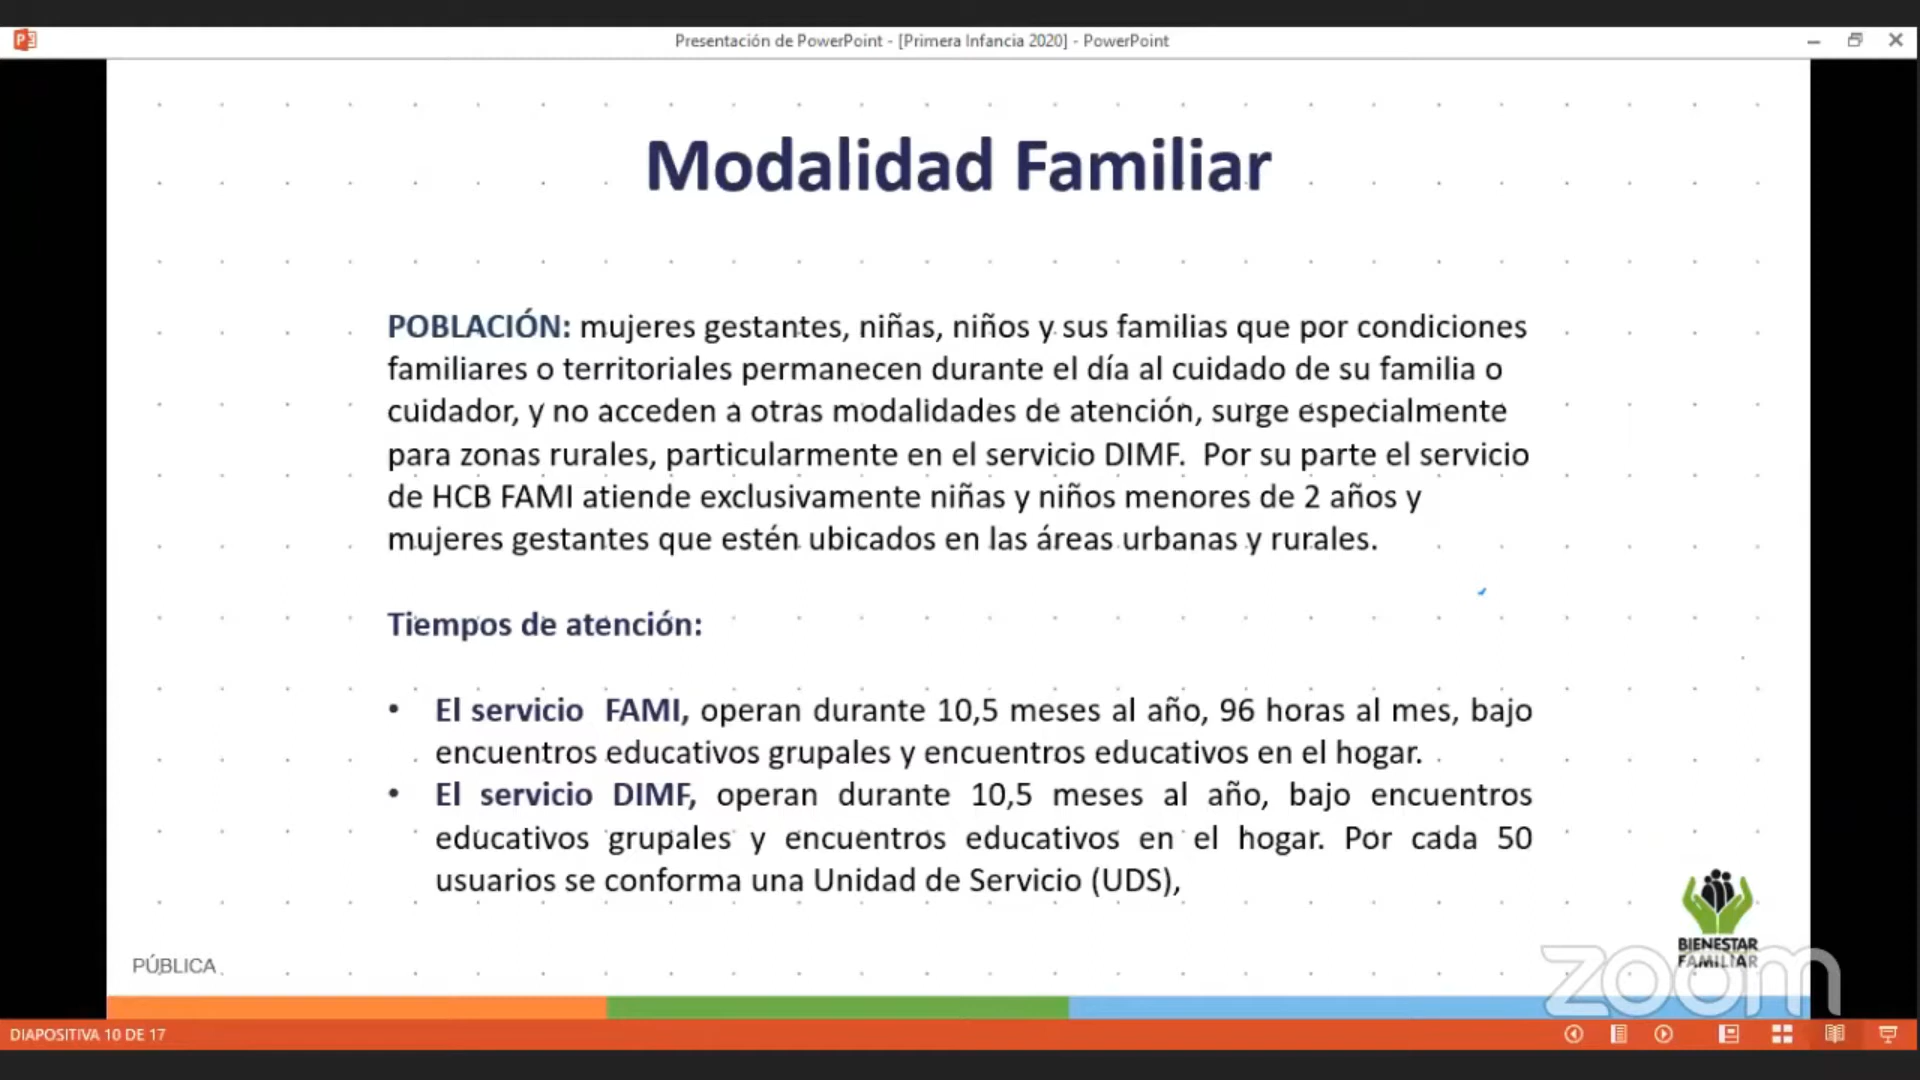 Presentación de PowerPoint - [Primera Infancia 2020] - PowerPoint
Modalidad Familiar
POBLACIÓN: mujeres gestantes, niñas, niños y sus familias que por condiciones
familiares o territoriales permanecen durante el día al cuidado de su familia o
cuidador, y no acceden a otras modalidades de atención, surge especialmente
para zonas rurales, particularmente en el servicio DIMF. Por su parte el servicio
de HCB FAMI atiende exclusivamente niñas y niños menores de 2 años y
mujeres gestantes que estén ubicados en las áreas urbanas y rurales.
Tiempos de atención:
• El servicio FAMI, operan durante 10,5 meses al año, 96 horas al mes, bajo
encuentros educativos grupales y encuentros educativos en el hogar.
• El servicio DIMF, operan durante 10,5 meses al año, bajo encuentros
educativos grupales y encuentros educativos en el hogar. Por cada 50
usuarios se conforma una Unidad de Servicio (UDS),
BIENESTAR
FAMILIAR
PÚBLICA
zoom
DIAPOSITIVA 10 DE 17